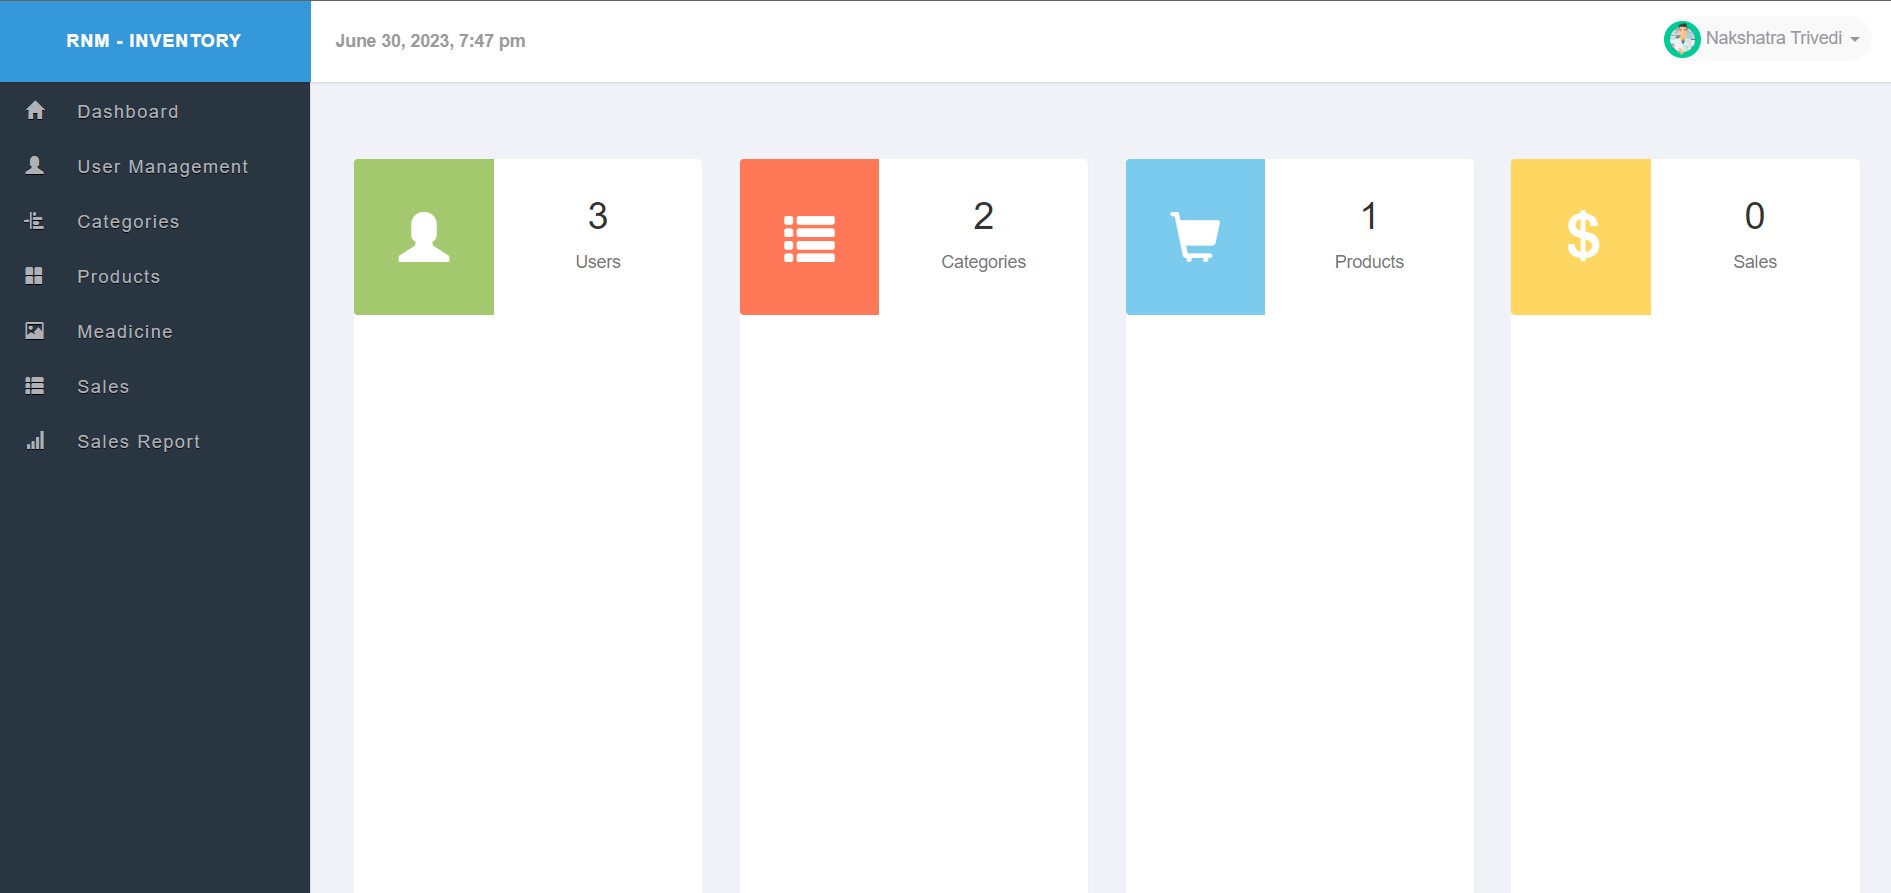 RNM - INVENTORY
June 30, 2023, 7:47 pm
Nakshatra Trivedi
Dashboard
User Management
Categories
Products
Meadicine
Sales
Sales Report
3
Users
2
Categories
1
Products
$
0
Sales